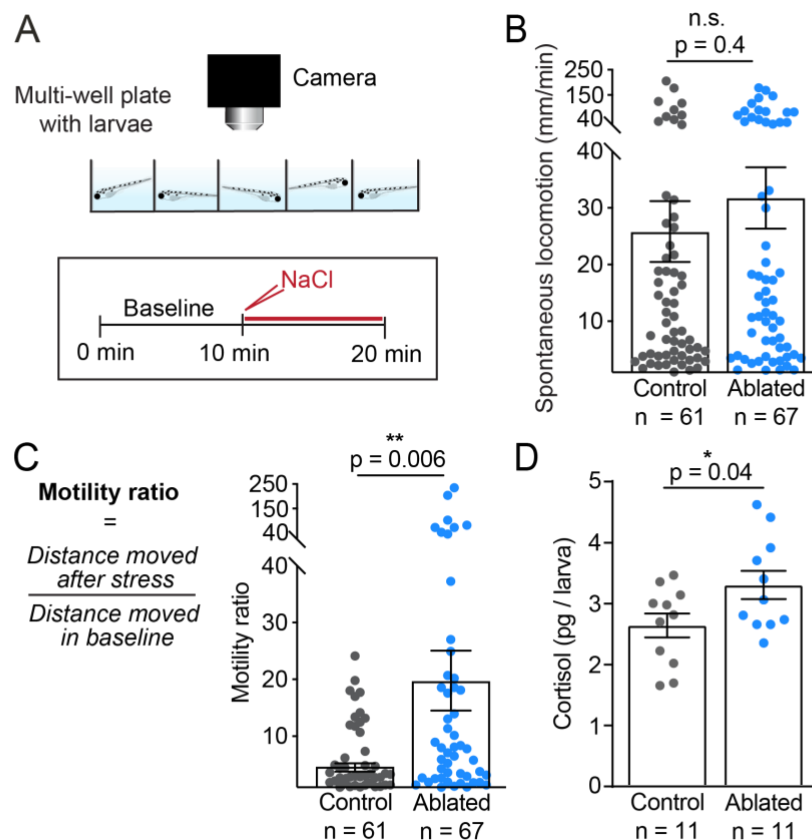 A
Camera
Multi-well plate
with larvae
NaCl
Baseline
0 min
10 min
20 min
B
n.s.
p = 0.4
Spontaneous locomotion (mm/min)
250
150
40
40
30
20
10
Control
Ablated
n = 61
n = 67
C
Motility ratio
=
Distance moved
after stress
Distance moved
in baseline
**
p = 0.006
Motility ratio
250
150
40
40
20
10
Control
Ablated
n = 61
n = 67
D
*
p = 0.04
Cortisol (pg / larva)
5
4
3
2
1
0
Control
Ablated
n = 11
n = 11